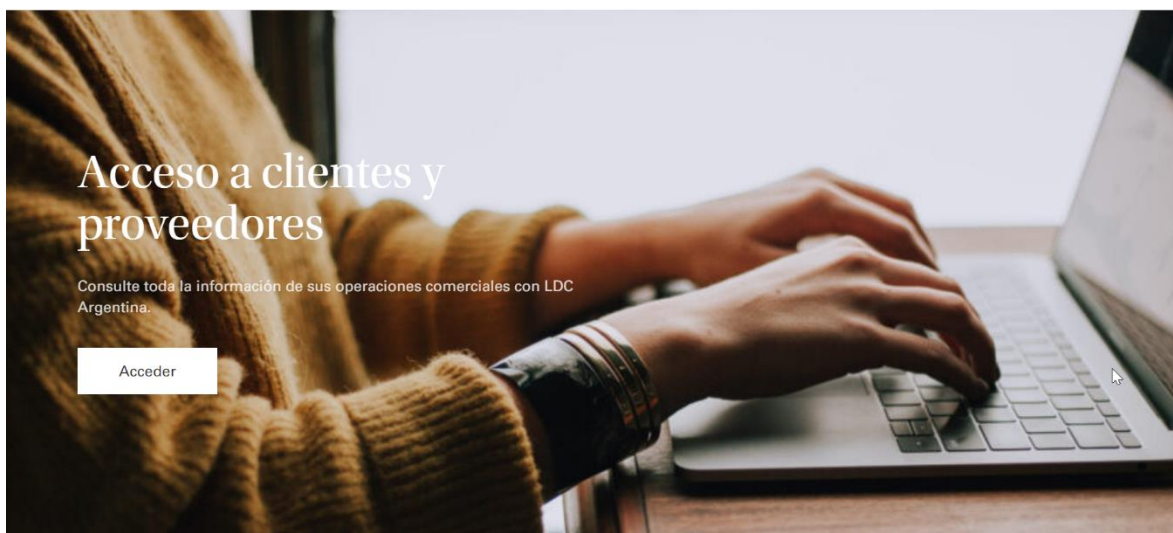 Acceso a clientes y
proveedores
Consulte toda la información de sus operaciones comerciales con LDC
Argentina.
Acceder